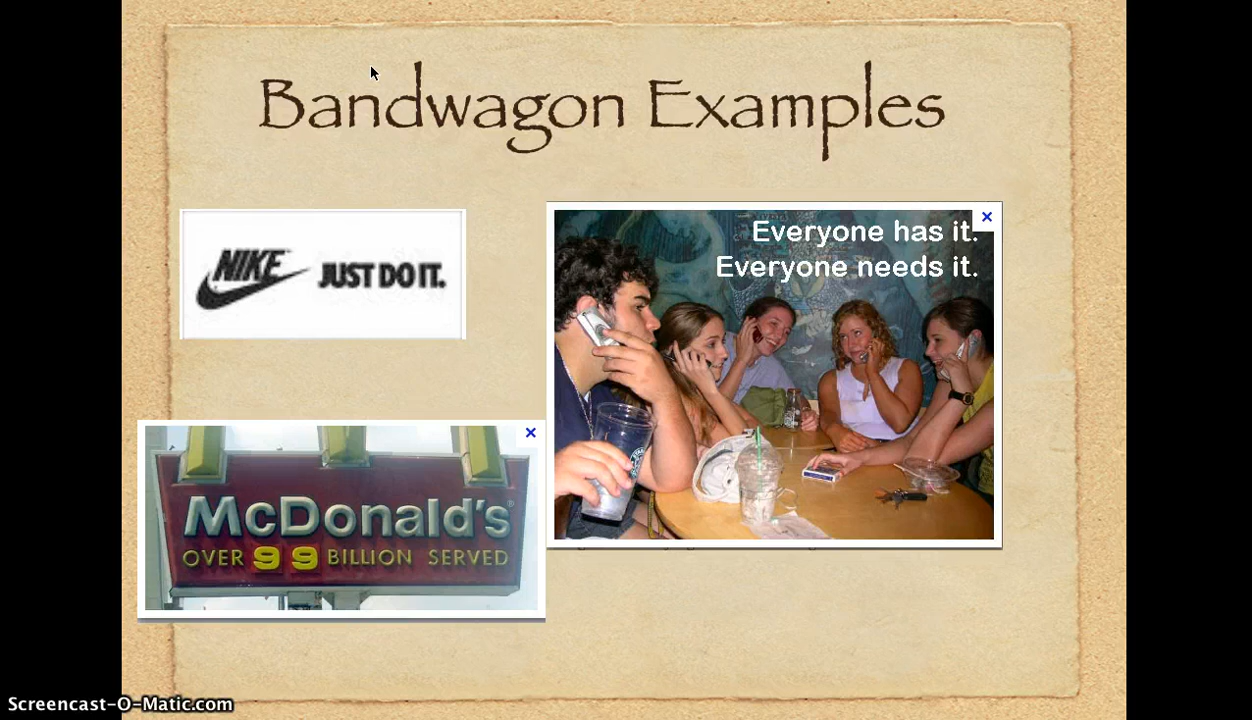 Bandwagon Examples
NIKE JUST DO IT.
Everyone has it.
Everyone needs it.
McDonald's®
OVER 99 BILLION SERVED
Screencast-O-Matic.com